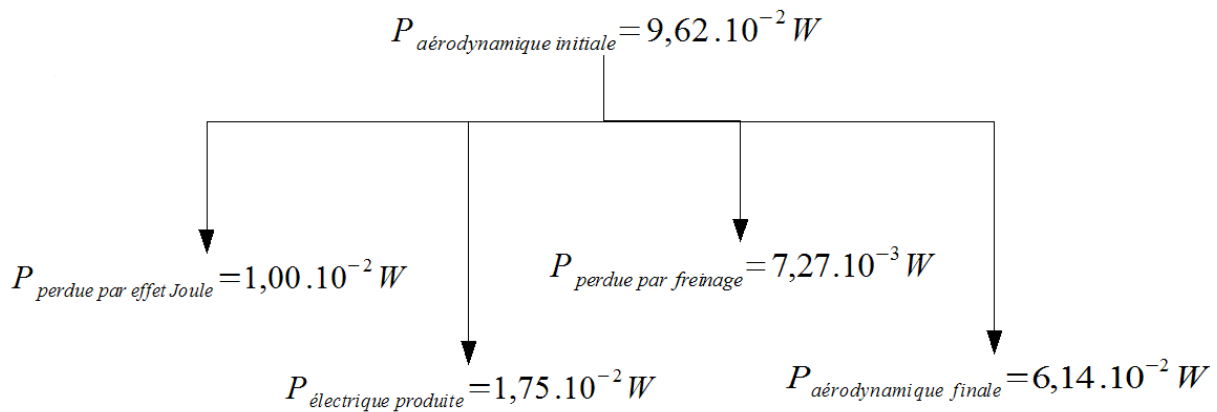 P aérodynamique initiale = 9,62 . 10⁻² W
P perdue par effet Joule = 1,00 . 10⁻² W
P perdue par freinage = 7,27 . 10⁻³ W
P électrique produite = 1,75 . 10⁻² W
P aérodynamique finale = 6,14 . 10⁻² W